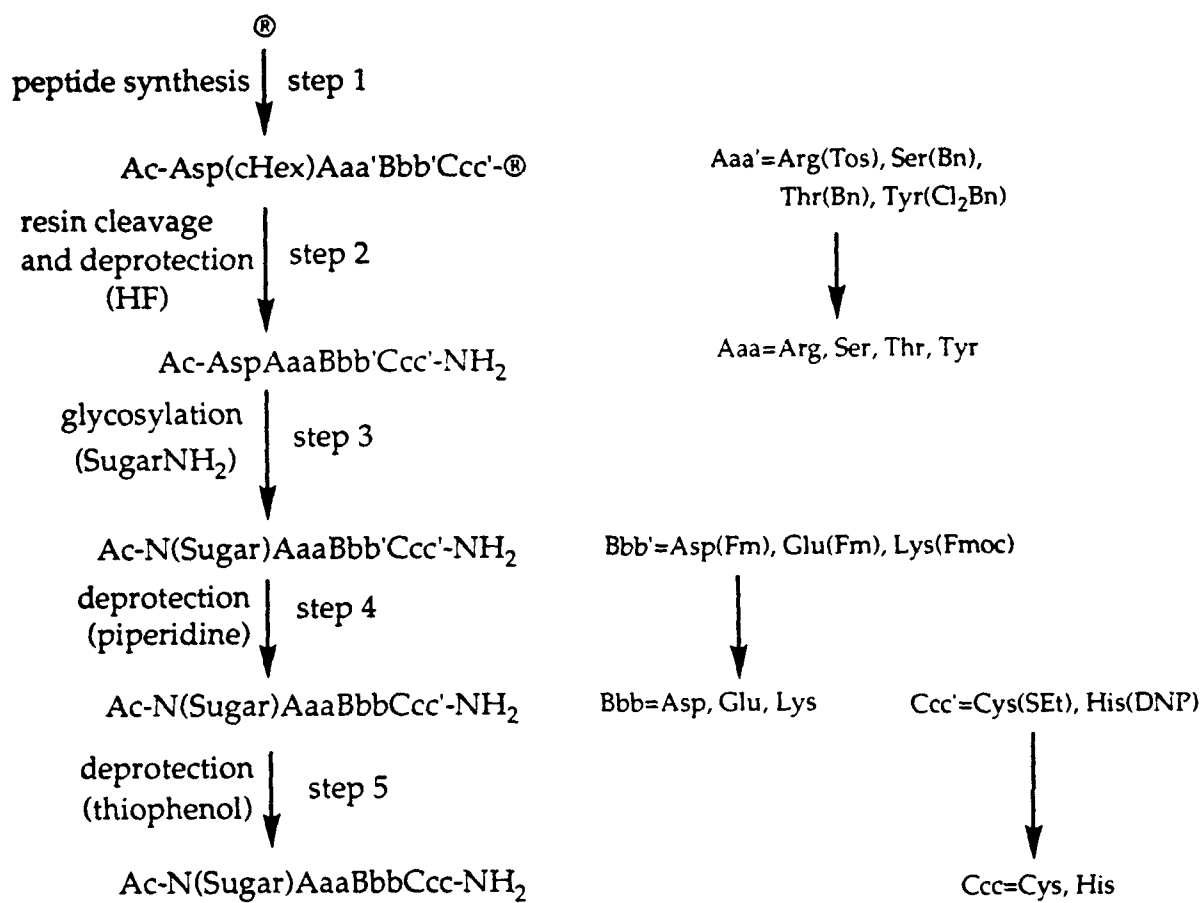 ®
peptide synthesis step 1
Ac-Asp(cHex)Aaa'Bbb'Ccc'-®
Aaa'=Arg(Tos), Ser(Bn),
Thr(Bn), Tyr(Cl₂Bn)
resin cleavage
and deprotection
(HF)
step 2
Ac-AspAaaBbb'Ccc'-NH₂
Aaa=Arg, Ser, Thr, Tyr
glycosylation
(SugarNH₂)
step 3
Ac-N(Sugar)AaaBbb'Ccc'-NH₂
Bbb'=Asp(Fm), Glu(Fm), Lys(Fmoc)
deprotection
(piperidine)
step 4
Ac-N(Sugar)AaaBbbCcc'-NH₂
Bbb=Asp, Glu, Lys
Ccc'=Cys(SEt), His(DNP)
deprotection
(thiophenol)
step 5
Ac-N(Sugar)AaaBbbCcc-NH₂
Ccc=Cys, His